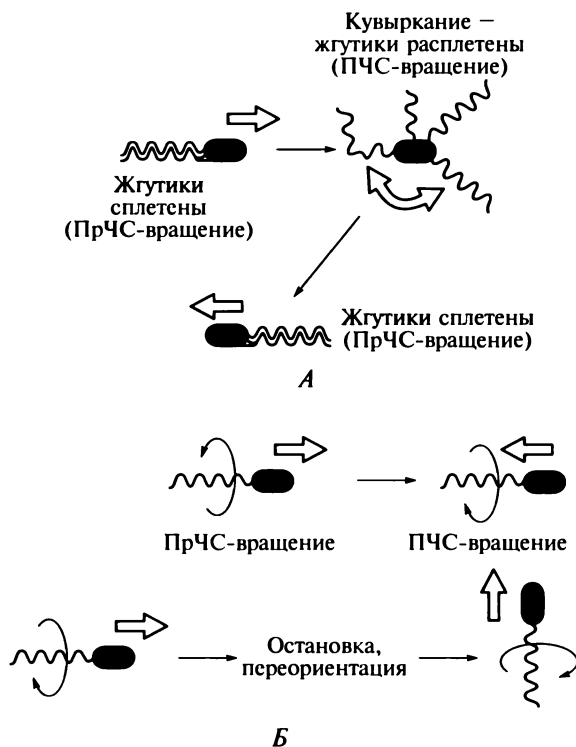 Кувыркание –
жгутики расплетены
(ПЧС-вращение)
Жгутики
сплетены
(ПрЧС-вращение)
Жгутики сплетены
(ПрЧС-вращение)
А
ПрЧС-вращение
ПЧС-вращение
Остановка,
переориентация
Б